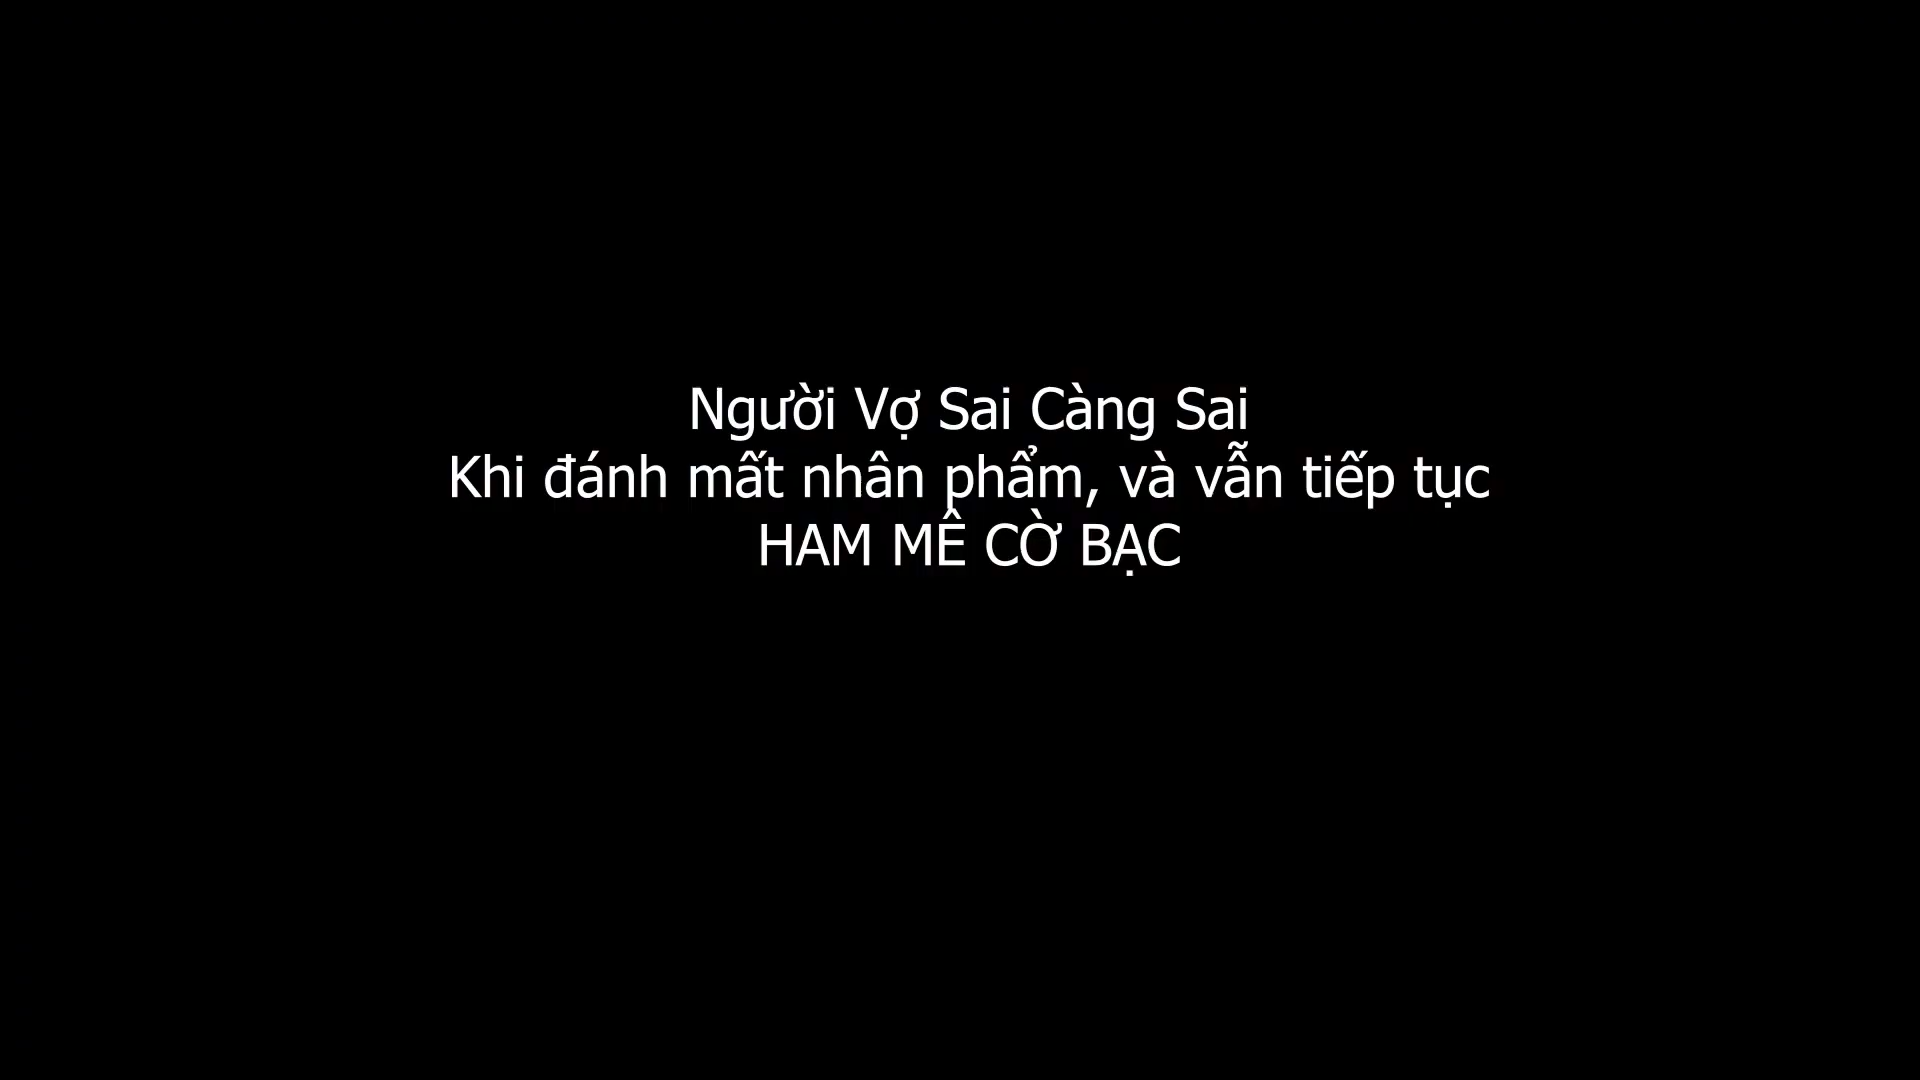 Người Vợ Sai Càng Sai
Khi đánh mất nhân phẩm, và vẫn tiếp tục
HAM MÊ CỜ BẠC